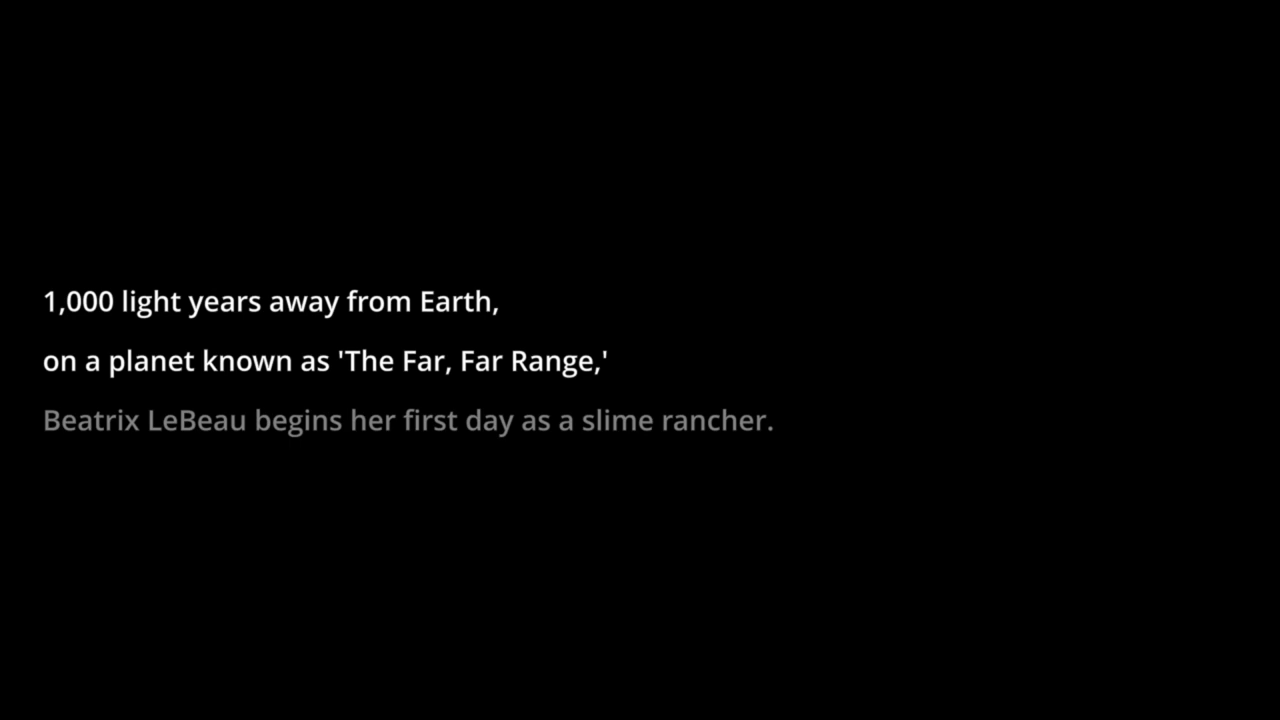 1,000 light years away from Earth,
on a planet known as 'The Far, Far Range,'
Beatrix LeBeau begins her first day as a slime rancher.